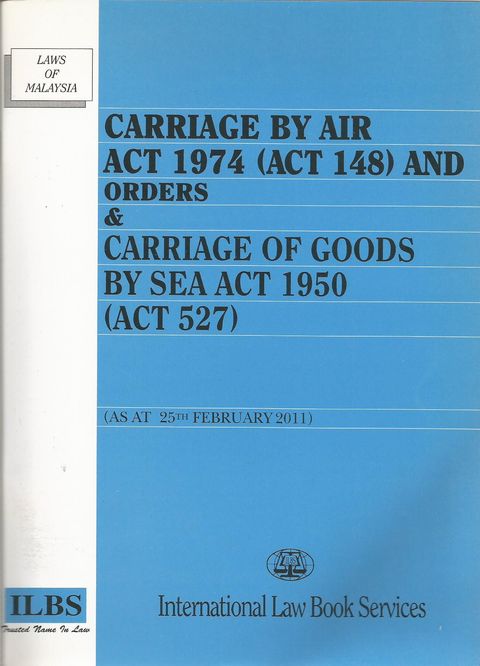 LAWS
OF
MALAYSIA
CARRIAGE BY AIR
ACT 1974 (ACT 148) AND
ORDERS
&
CARRIAGE OF GOODS
BY SEA ACT 1950
(ACT 527)
(AS AT 25TH FEBRUARY 2011)
International Law Book Services
ILBS
Trusted Name In Law